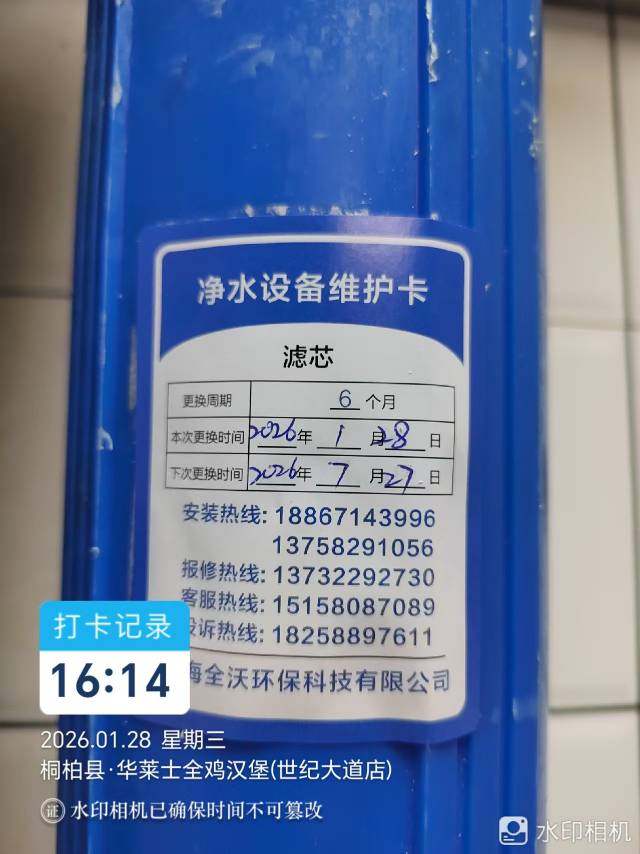 净水设备维护卡
滤芯
更换周期 6 个月
本次更换时间 2026年 1 月 28 日
下次更换时间 2026年 7 月 27 日
安装热线: 18867143996
13758291056
报修热线: 13732292730
客服热线: 15158087089
投诉热线: 18258897611
海全沃环保科技有限公司
打卡记录
16:14
2026.01.28 星期三
桐柏县·华莱士全鸡汉堡(世纪大道店)
证 水印相机已确保时间不可篡改
水印相机